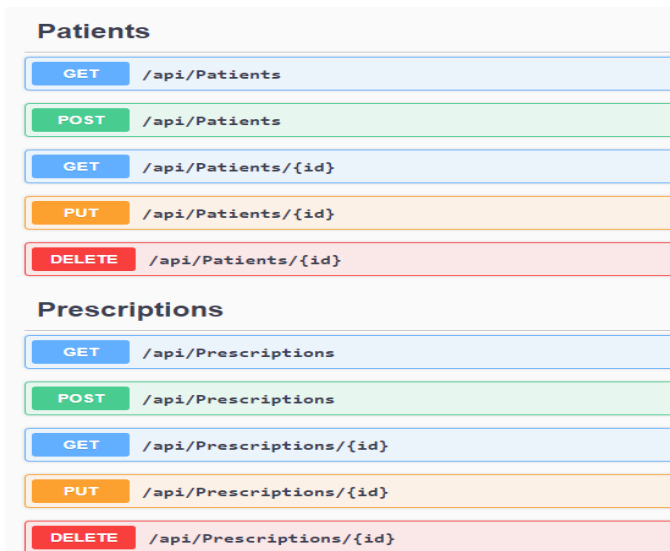 Patients
GET /api/Patients
POST /api/Patients
GET /api/Patients/{id}
PUT /api/Patients/{id}
DELETE /api/Patients/{id}
Prescriptions
GET /api/Prescriptions
POST /api/Prescriptions
GET /api/Prescriptions/{id}
PUT /api/Prescriptions/{id}
DELETE /api/Prescriptions/{id}